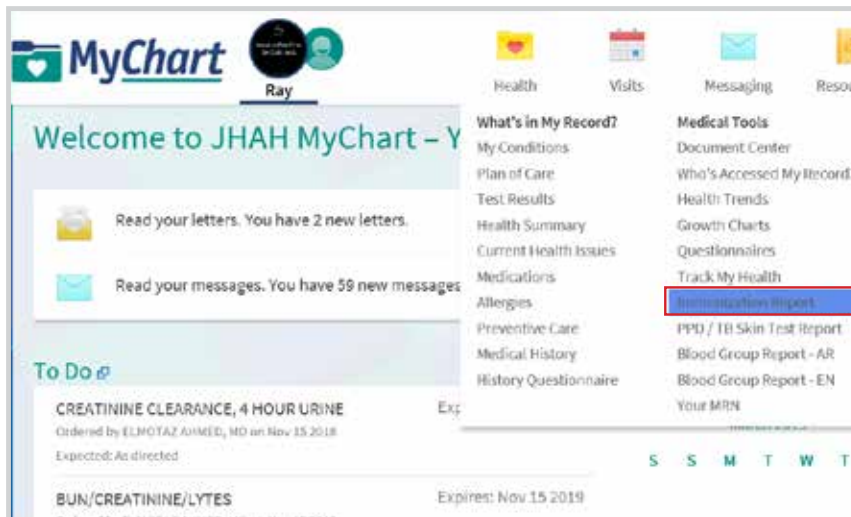 MyChart
Ray
Health
Visits
Messaging
Welcome to JHAH MyChart – Y
Read your letters. You have 2 new letters.
Read your messages. You have 59 new messages
What's in My Record?
My Conditions
Plan of Care
Test Results
Health Summary
Current Health Issues
Medications
Allergies
Preventive Care
Medical History
History Questionnaire
Medical Tools
Document Center
Who's Accessed My Record
Health Trends
Growth Charts
Questionnaires
Track My Health
Immunization Report
PPD / TB Skin Test Report
Blood Group Report - AR
Blood Group Report - EN
Your MRN
To Do
CREATININE CLEARANCE, 4 HOUR URINE
Ordered by ELMOTAZ AHMED, MD on Nov 15 2018
Expected: As directed
S S M T W T
BUN/CREATININE/LYTES
Expires: Nov 15 2019